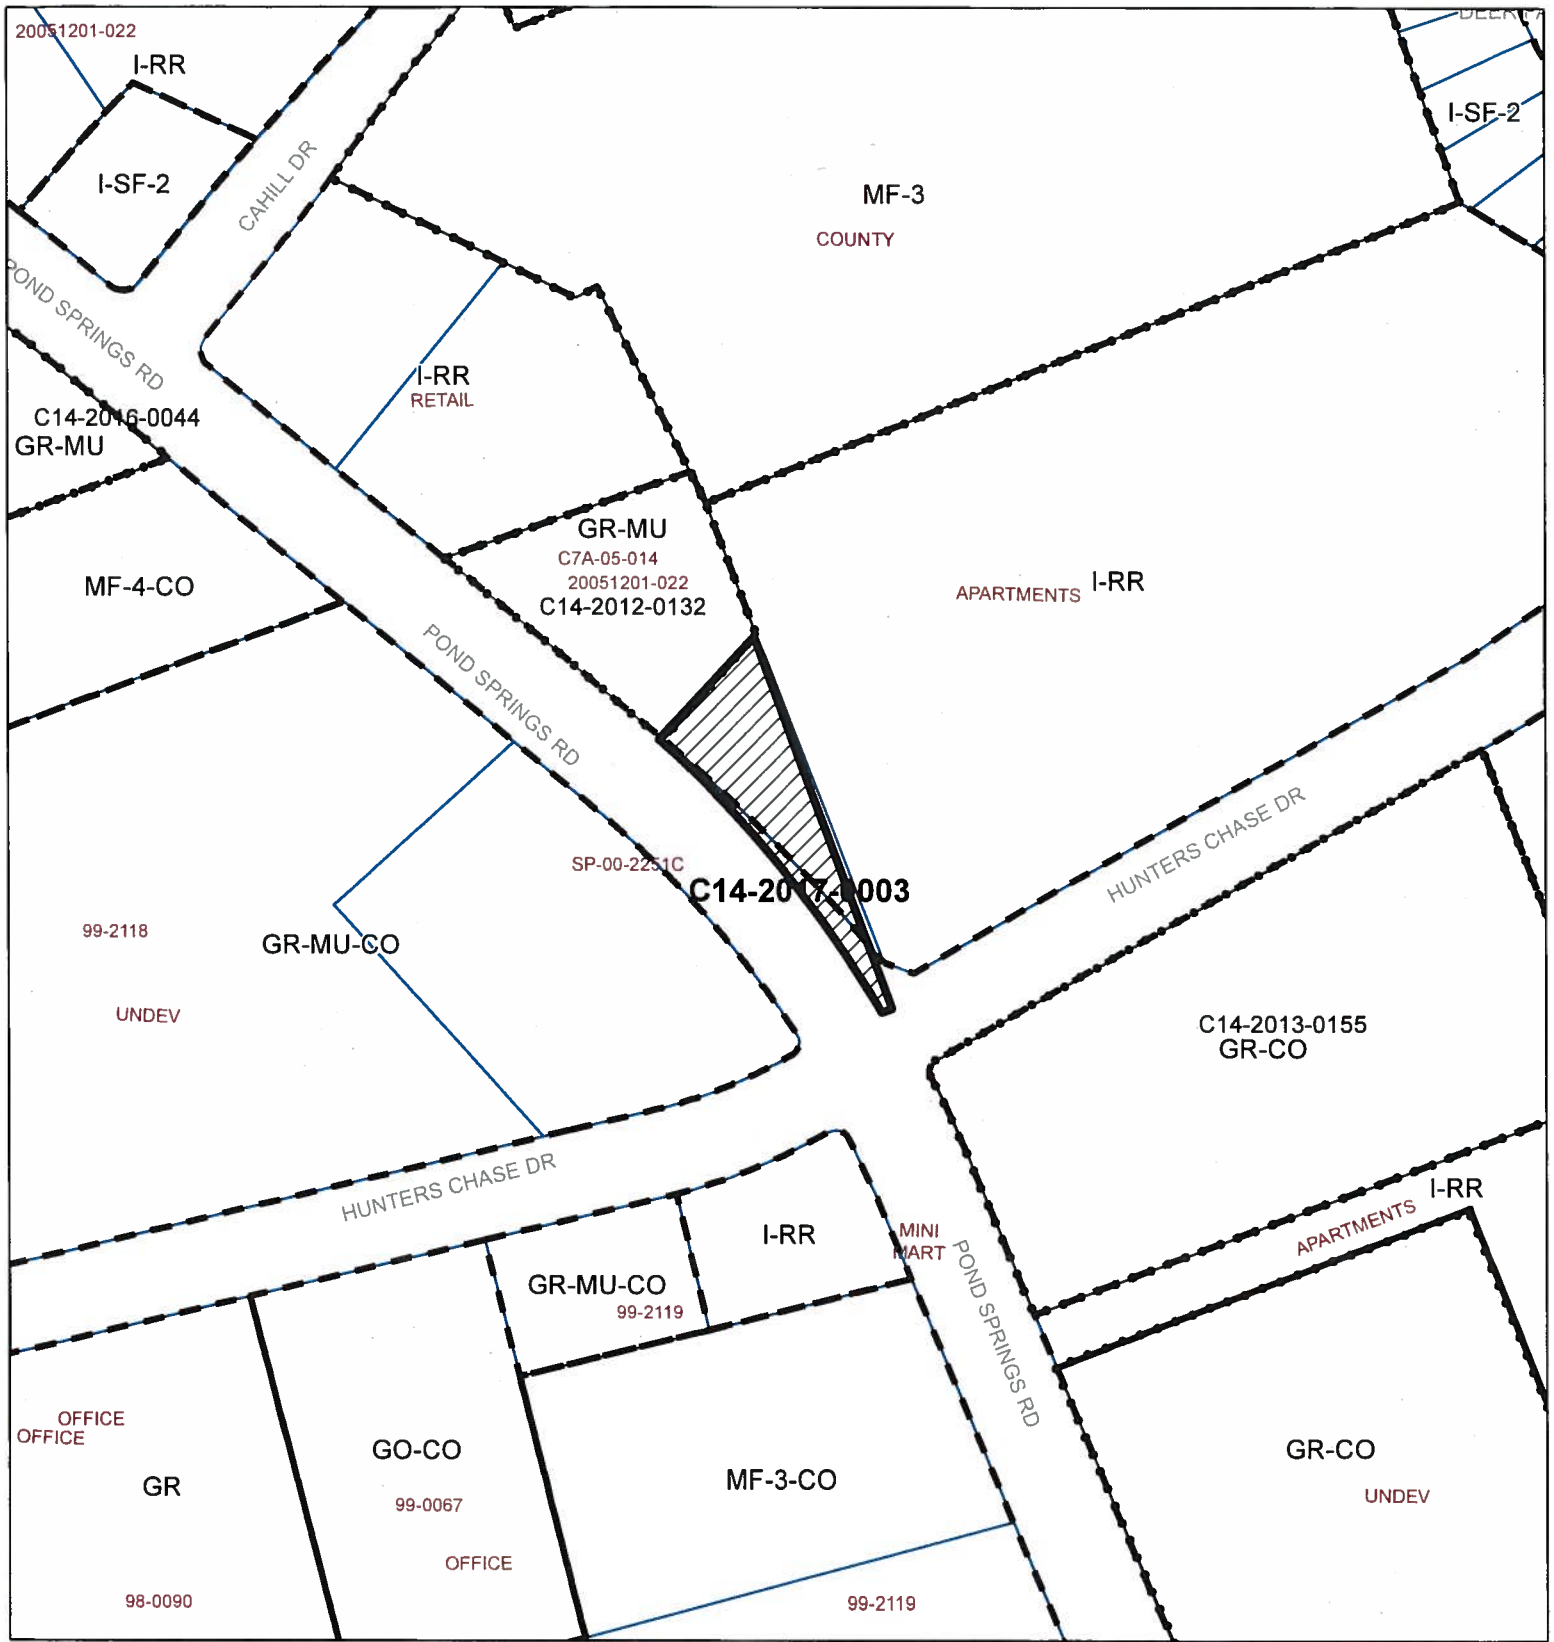 20051201-022
I-RR
I-SF-2
CAHILL DR
MF-3
COUNTY
I-SF-2
POND SPRINGS RD
I-RR
RETAIL
C14-2016-0044
GR-MU
GR-MU
C7A-05-014
20051201-022
C14-2012-0132
MF-4-CO
APARTMENTS I-RR
POND SPRINGS RD
HUNTERS CHASE DR
SP-00-2251C
C14-2017-0003
99-2118
GR-MU-CO
UNDEV
C14-2013-0155
GR-CO
HUNTERS CHASE DR
I-RR
APARTMENTS
I-RR
MINI
MART
POND SPRINGS RD
GR-MU-CO
99-2119
OFFICE
OFFICE
GR
GO-CO
99-0067
OFFICE
MF-3-CO
GR-CO
UNDEV
98-0090
99-2119